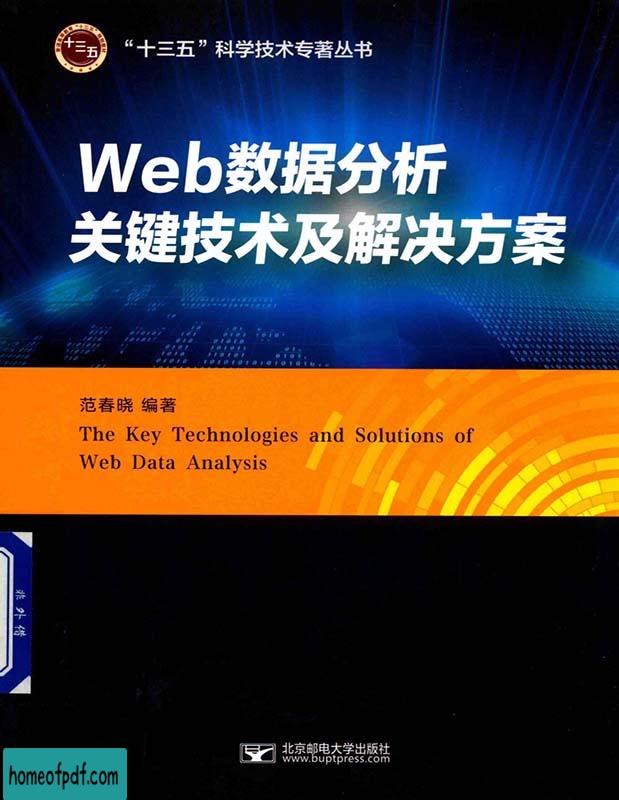 十三五
“十三五”科学技术专著丛书
Web数据分析
关键技术及解决方案
范春晓 编著
The Key Technologies and Solutions of
Web Data Analysis
非外借
北京邮电大学出版社
www.buptpress.com
homeofpdf.com